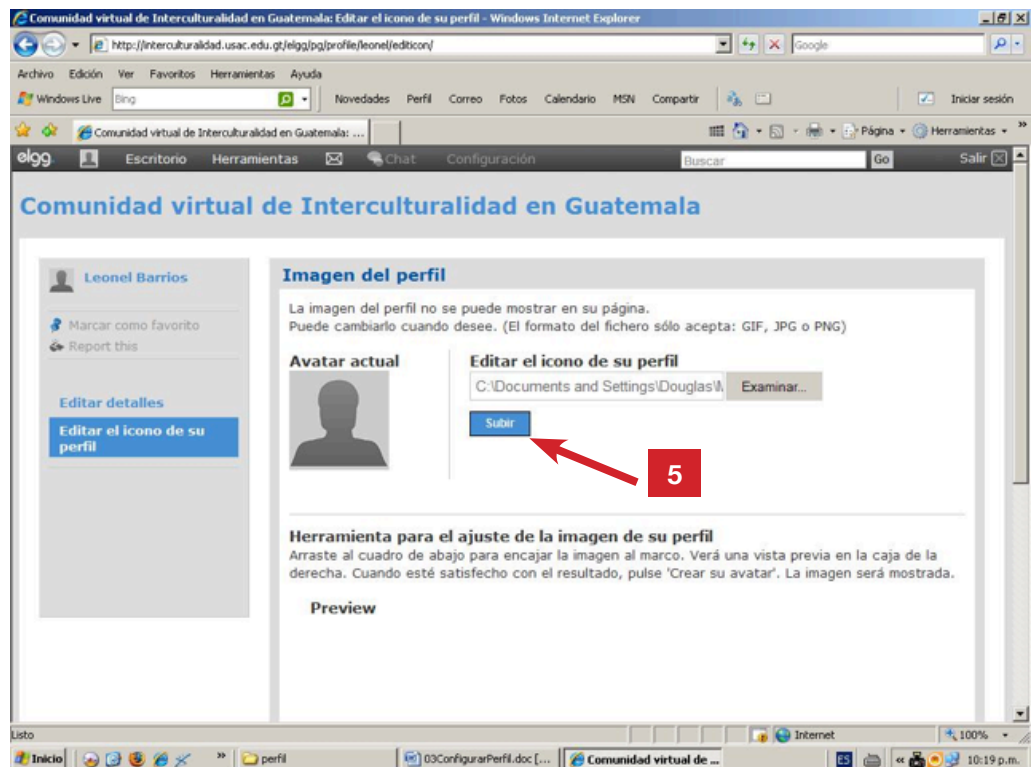 Comunidad virtual de Interculturalidad en Guatemala: Editar el icono de su perfil - Windows Internet Explorer
http://interculturalidad.usac.edu.gt/elgg/pg/profile/leonel/editicon/
Google
Archivo Edición Ver Favoritos Herramientas Ayuda
Windows Live Bing Novedades Perfil Correo Fotos Calendario MSN Compartir Iniciar sesión
Comunidad virtual de Interculturalidad en Guatemala: ... Página Herramientas
elgg. Escritorio Herramientas Chat Configuración Buscar Go Salir
Comunidad virtual de Interculturalidad en Guatemala
Leonel Barrios
Marcar como favorito
Report this
Editar detalles
Editar el icono de su
perfil
Imagen del perfil
La imagen del perfil no se puede mostrar en su página.
Puede cambiarlo cuando desee. (El formato del fichero sólo acepta: GIF, JPG o PNG)
Avatar actual
Editar el icono de su perfil
C:\Documents and Settings\Douglas\M Examinar...
Subir
5
Herramienta para el ajuste de la imagen de su perfil
Arraste al cuadro de abajo para encajar la imagen al marco. Verá una vista previa en la caja de la
derecha. Cuando esté satisfecho con el resultado, pulse 'Crear su avatar'. La imagen será mostrada.
Preview
Listo Internet 100%
Inicio perfil 03ConfigurarPerfil.doc [... Comunidad virtual de ... ES 10:19 p.m.